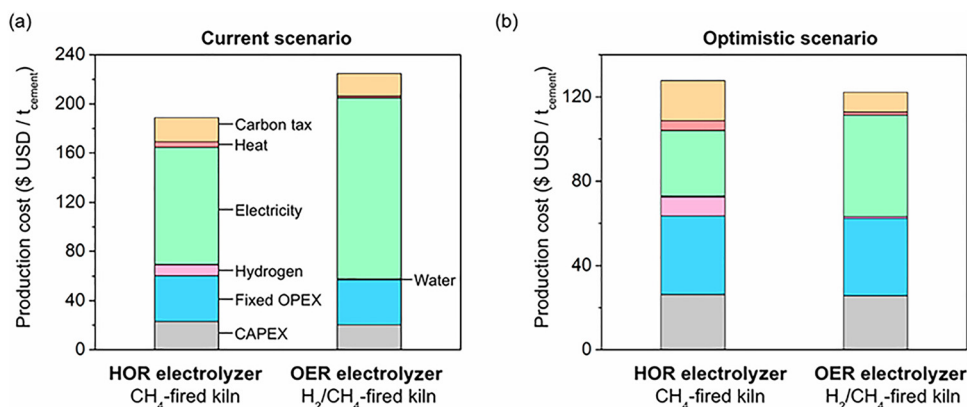 (a)
Current scenario
Production cost ($ USD / t_cement)
240
200
160
120
80
40
0
Carbon tax
Heat
Electricity
Hydrogen
Water
Fixed OPEX
CAPEX
HOR electrolyzer
CH₄-fired kiln
OER electrolyzer
H₂/CH₄-fired kiln
(b)
Optimistic scenario
Production cost ($ USD / t_cement)
120
80
40
0
HOR electrolyzer
CH₄-fired kiln
OER electrolyzer
H₂/CH₄-fired kiln